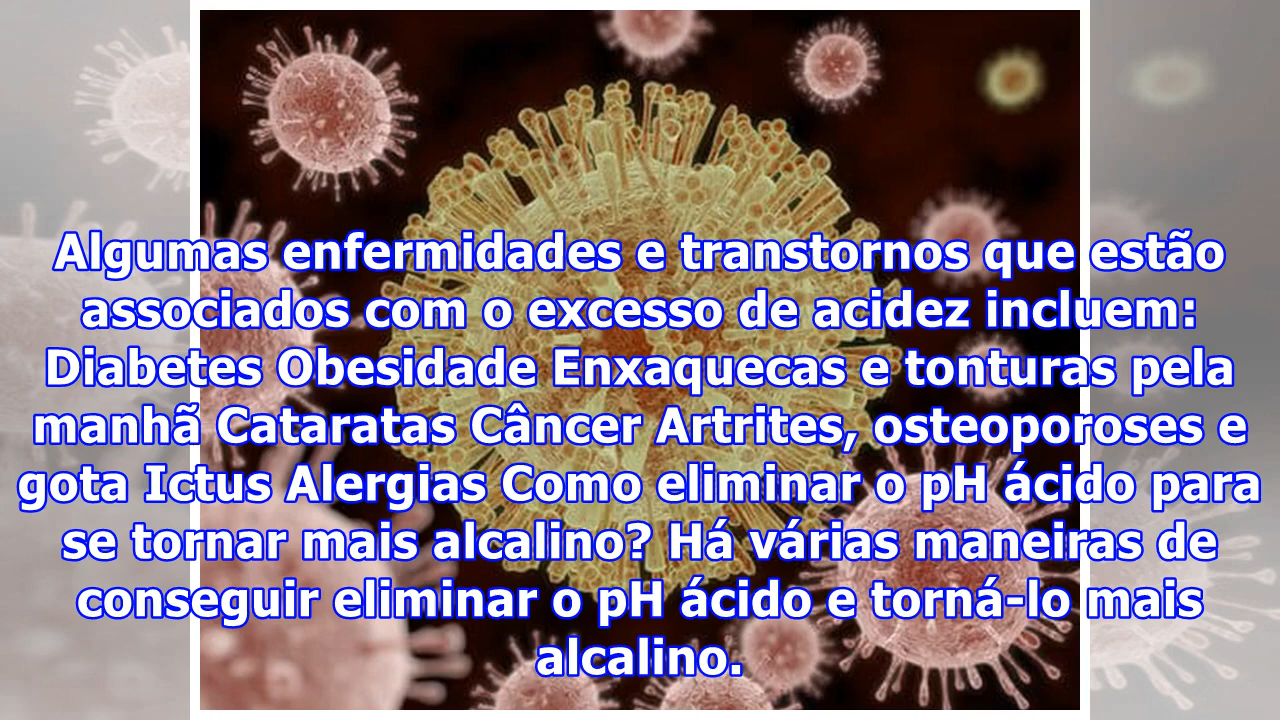 Algumas enfermidades e transtornos que estão
associados com o excesso de acidez incluem:
Diabetes Obesidade Enxaquecas e tonturas pela
manhã Cataratas Câncer Artrites, osteoporoses e
gota Ictus Alergias Como eliminar o pH ácido para
se tornar mais alcalino? Há várias maneiras de
conseguir eliminar o pH ácido e torná-lo mais
alcalino.